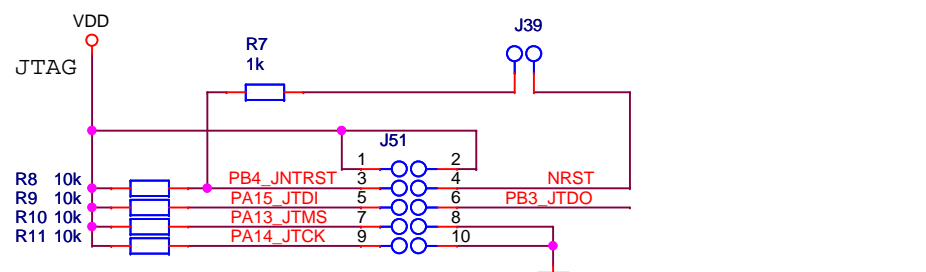 VDD
J39
R7
1k
JTAG
J51
1 2
R8 10k PB4_JNTRST 3 4 NRST
R9 10k PA15_JTDI 5 6 PB3_JTDO
R10 10k PA13_JTMS 7 8
R11 10k PA14_JTCK 9 10